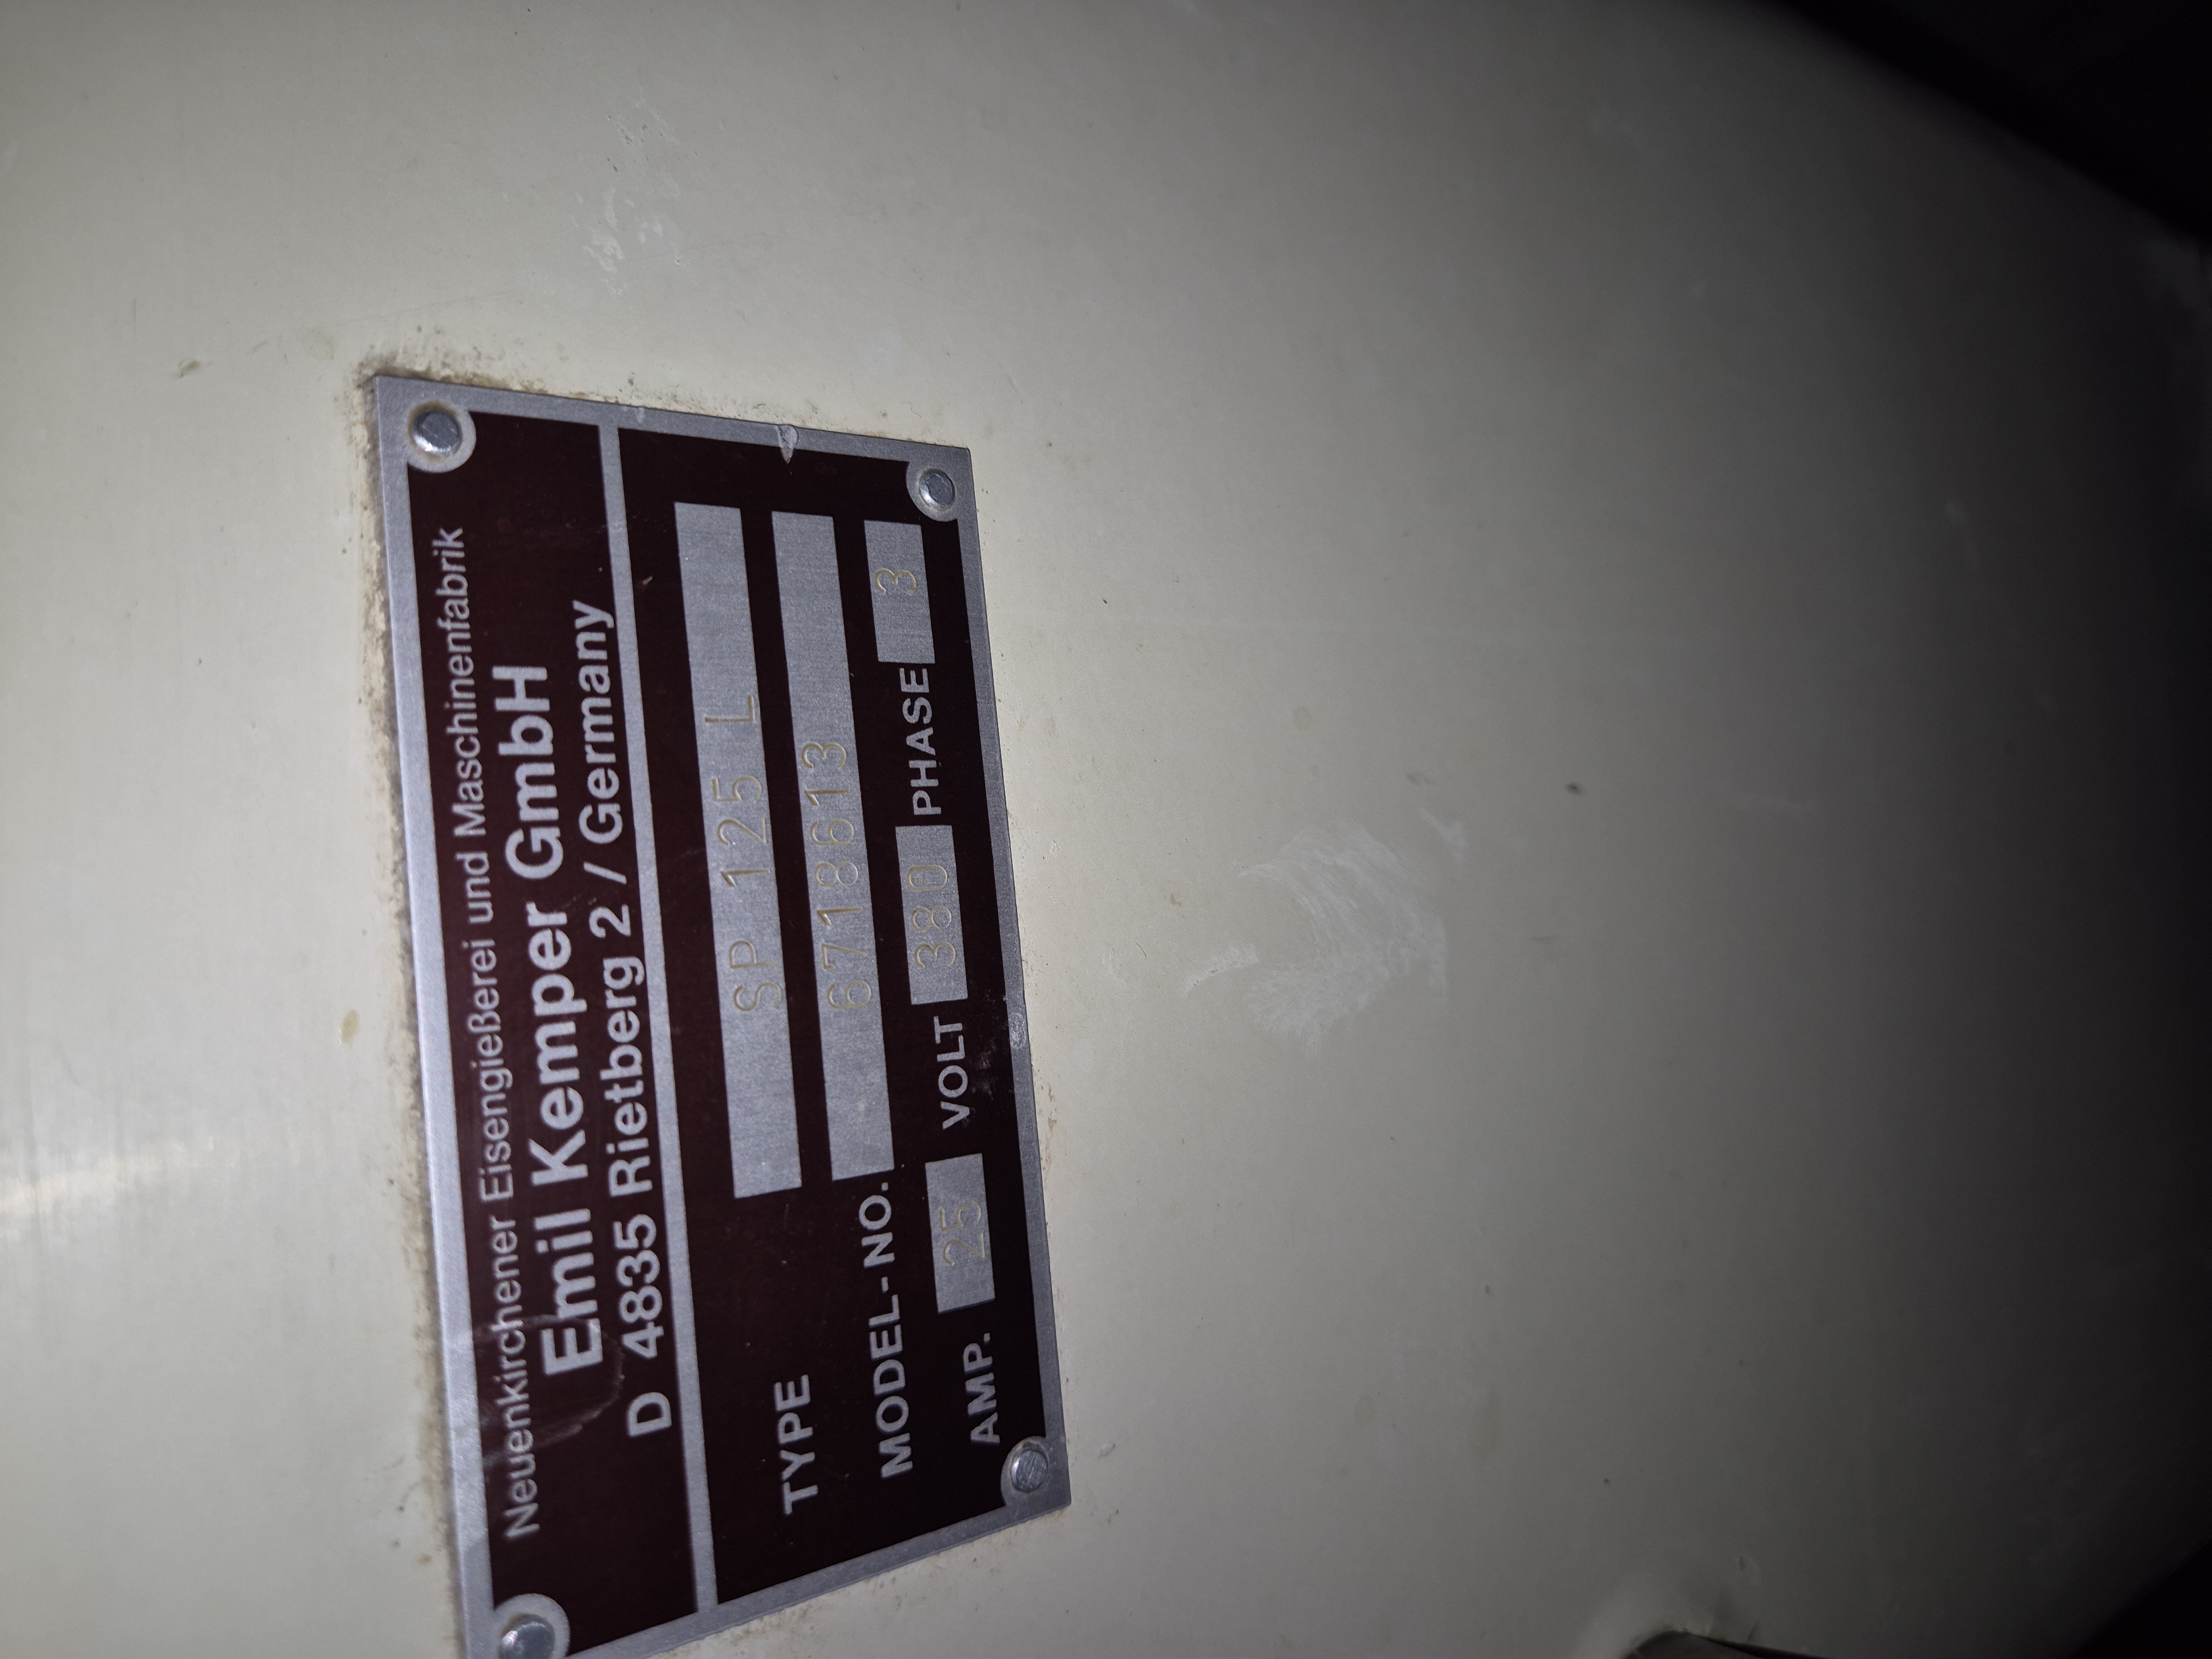 Neuenkirchener Eisengießerei und Maschinenfabrik
Emil Kemper GmbH
D 4835 Rietberg 2 / Germany
TYPE SP 125 L
MODEL-NO. 6718613
AMP. 25 VOLT 380 PHASE 3